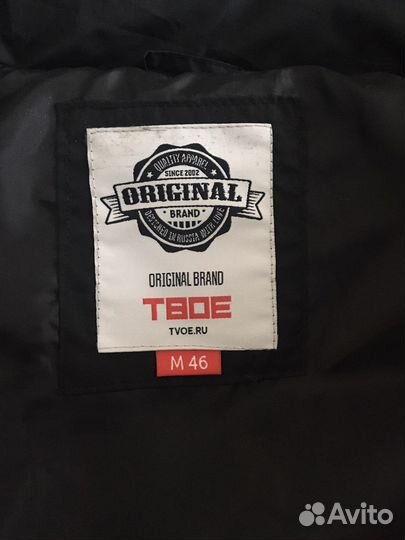 QUALITY APPAREL
SINCE 2002
ORIGINAL
BRAND
DESIGNED IN RUSSIA WITH LOVE
ORIGINAL BRAND
ТВОЕ
TVOE.RU
M 46
Avito